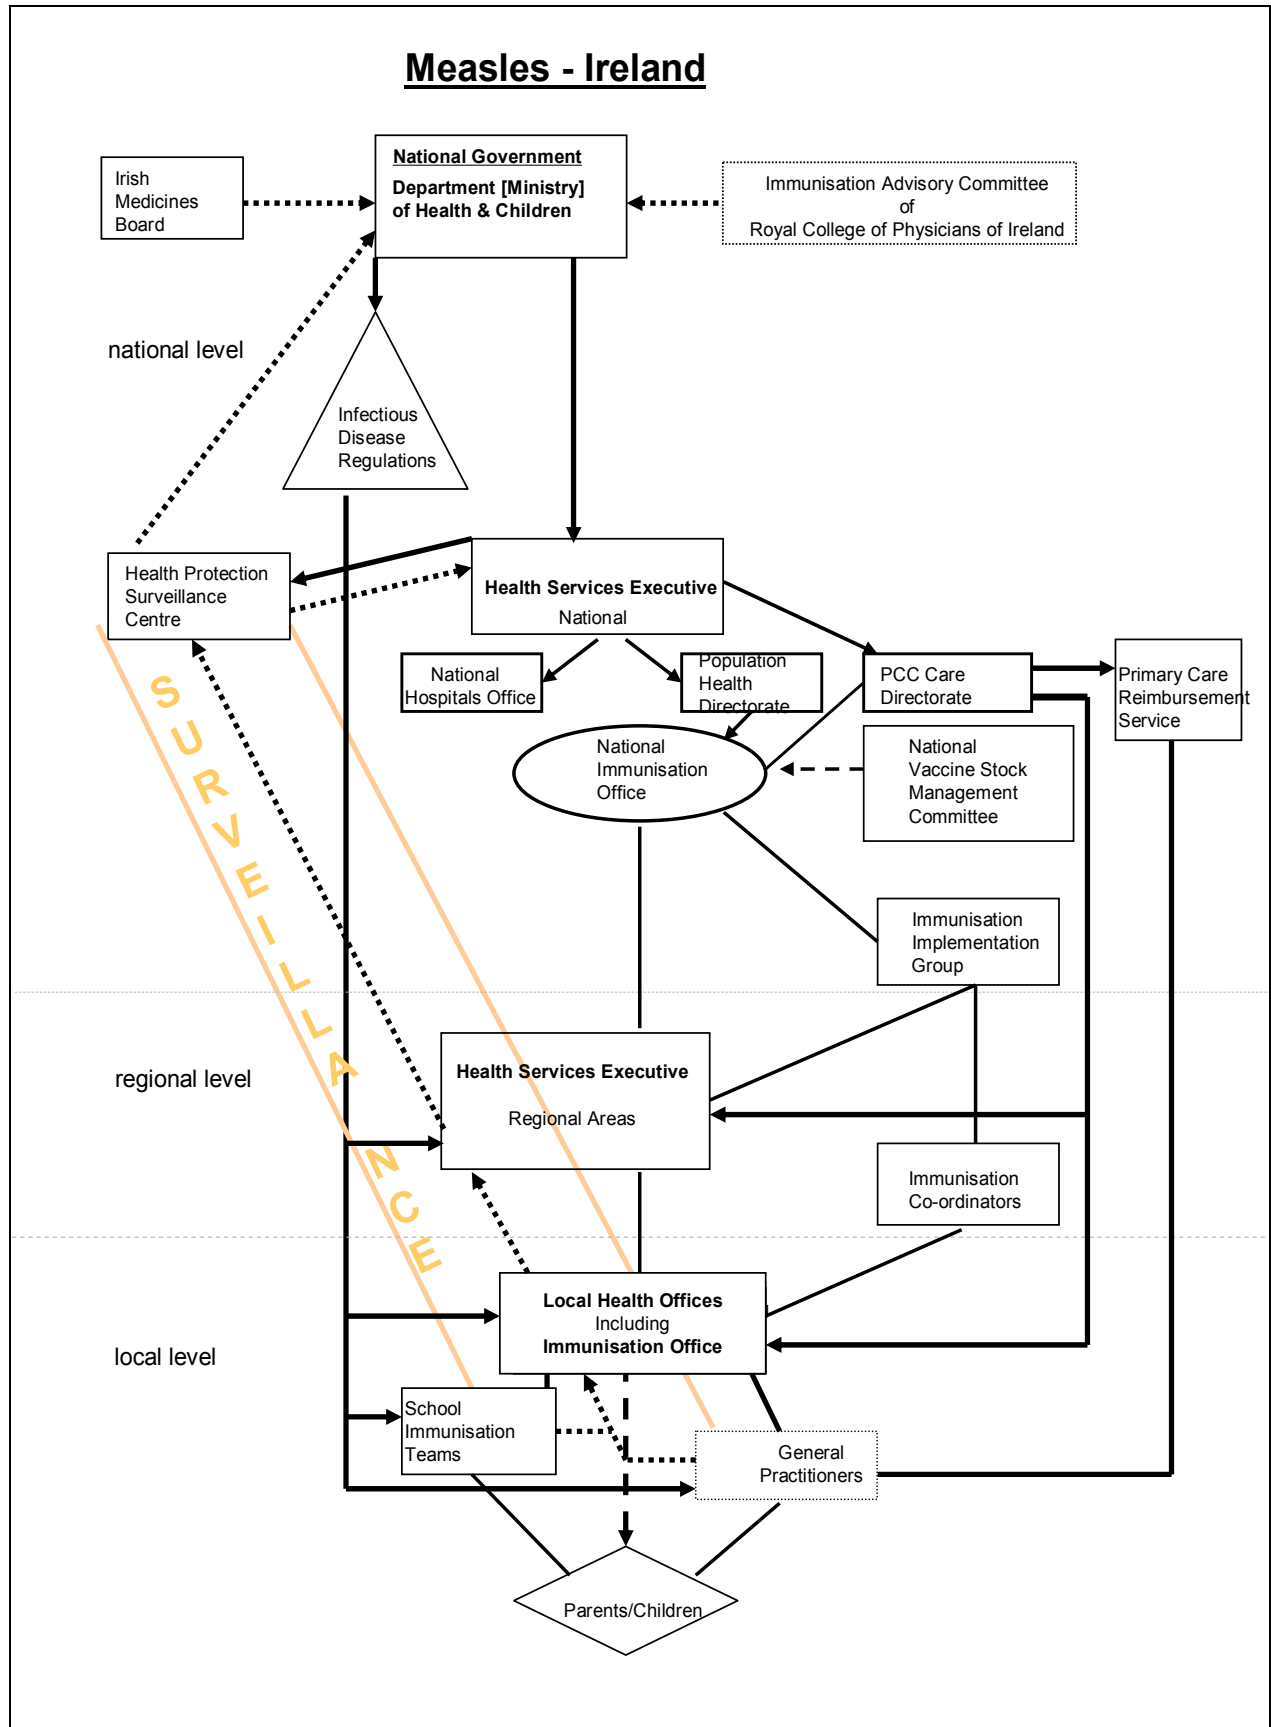 Measles - Ireland
National Government
Department [Ministry]
of Health & Children
Irish
Medicines
Board
Immunisation Advisory Committee
of
Royal College of Physicians of Ireland
national level
Infectious
Disease
Regulations
Health Protection
Surveillance
Centre
Health Services Executive
National
National
Hospitals Office
Population
Health
Directorate
PCC Care
Directorate
Primary Care
Reimbursement
Service
National
Immunisation
Office
National
Vaccine Stock
Management
Committee
SURVEILLANCE
Immunisation
Implementation
Group
regional level
Health Services Executive
Regional Areas
Immunisation
Co-ordinators
local level
Local Health Offices
Including
Immunisation Office
School
Immunisation
Teams
General
Practitioners
Parents/Children